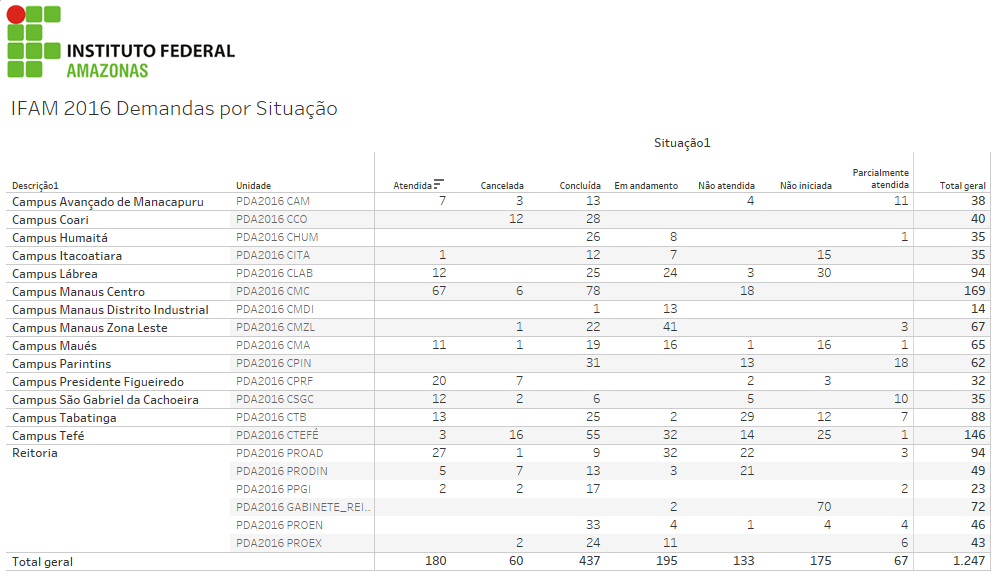 INSTITUTO FEDERAL
AMAZONAS
IFAM 2016 Demandas por Situação
Situação1
Descrição1 Unidade Atendida Cancelada Concluída Em andamento Não atendida Não iniciada Parcialmente atendida Total geral
Campus Avançado de Manacapuru PDA2016 CAM 7 3 13 4 11 38
Campus Coari PDA2016 CCO 12 28 40
Campus Humaitá PDA2016 CHUM 26 8 1 35
Campus Itacoatiara PDA2016 CITA 1 12 7 15 35
Campus Lábrea PDA2016 CLAB 12 25 24 3 30 94
Campus Manaus Centro PDA2016 CMC 67 6 78 18 169
Campus Manaus Distrito Industrial PDA2016 CMDI 1 13 14
Campus Manaus Zona Leste PDA2016 CMZL 1 22 41 3 67
Campus Maués PDA2016 CMA 11 1 19 16 1 16 1 65
Campus Parintins PDA2016 CPIN 31 13 18 62
Campus Presidente Figueiredo PDA2016 CPRF 20 7 2 3 32
Campus São Gabriel da Cachoeira PDA2016 CSGC 12 2 6 5 10 35
Campus Tabatinga PDA2016 CTB 13 25 2 29 12 7 88
Campus Tefé PDA2016 CTEFÉ 3 16 55 32 14 25 1 146
Reitoria PDA2016 PROAD 27 1 9 32 22 3 94
PDA2016 PRODIN 5 7 13 3 21 49
PDA2016 PPGI 2 2 17 2 23
PDA2016 GABINETE_REI.. 2 70 72
PDA2016 PROEN 33 4 1 4 4 46
PDA2016 PROEX 2 24 11 6 43
Total geral 180 60 437 195 133 175 67 1.247